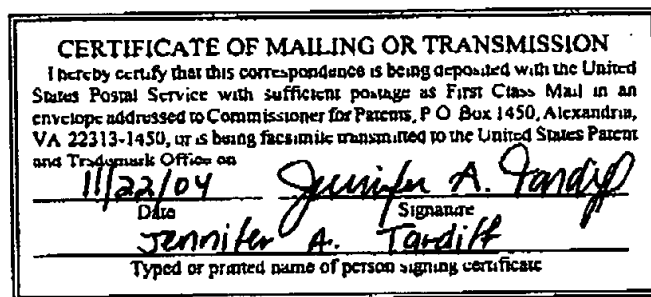 CERTIFICATE OF MAILING OR TRANSMISSION
I hereby certify that this correspondence is being deposited with the United
States Postal Service with sufficient postage as First Class Mail in an
envelope addressed to Commissioner for Patents, P O Box 1450, Alexandria,
VA 22313-1450, or is being facsimile transmitted to the United States Patent
and Trademark Office on
11/22/04 Jennifer A. Tardiff
Date Signature
Jennifer A. Tardiff
Typed or printed name of person signing certificate